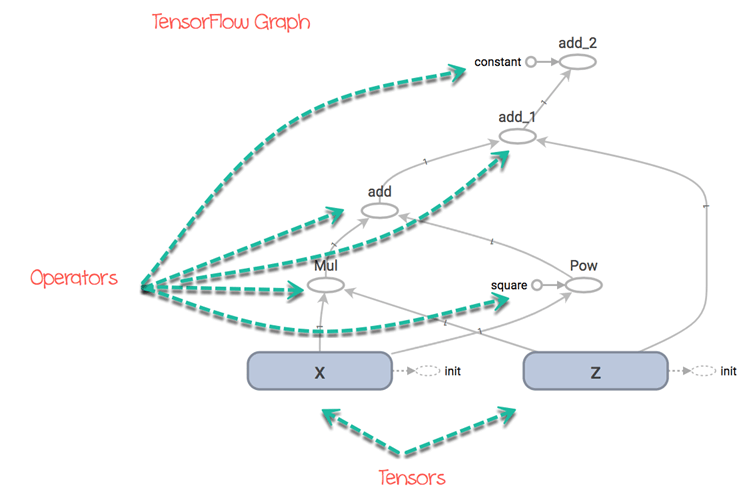 TensorFlow Graph
add_2
constant
add_1
add
Operators
Mul
Pow
square
X
init
Z
init
Tensors